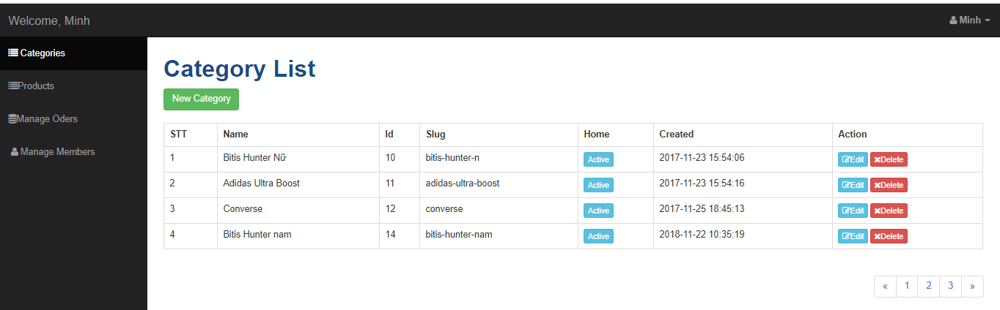 Welcome, Minh
Minh
Categories
Products
Manage Oders
Manage Members
Category List
New Category
STT Name Id Slug Home Created Action
1 Bitis Hunter Nữ 10 bitis-hunter-n Active 2017-11-23 15:54:06 Edit Delete
2 Adidas Ultra Boost 11 adidas-ultra-boost Active 2017-11-23 15:54:16 Edit Delete
3 Converse 12 converse Active 2017-11-25 18:45:13 Edit Delete
4 Bitis Hunter nam 14 bitis-hunter-nam Active 2018-11-22 10:35:19 Edit Delete
« 1 2 3 »